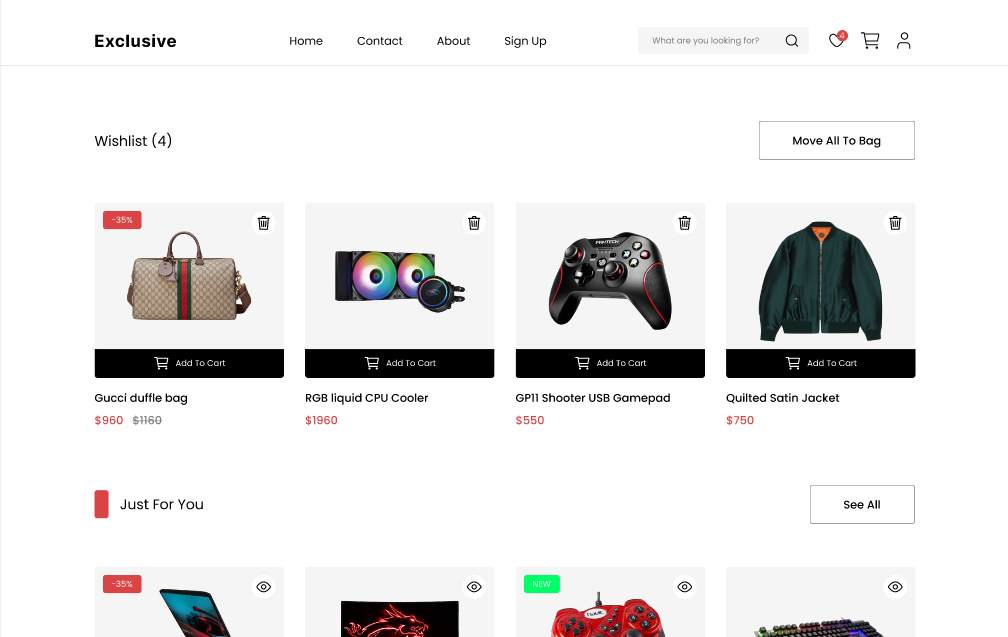 Exclusive
Home
Contact
About
Sign Up
What are you looking for?
4
Wishlist (4)
Move All To Bag
-35%
FANTECH
Add To Cart
Add To Cart
Add To Cart
Add To Cart
Gucci duffle bag
RGB liquid CPU Cooler
GP11 Shooter USB Gamepad
Quilted Satin Jacket
$960 $1160
$1960
$550
$750
Just For You
See All
-35%
NEW
havit